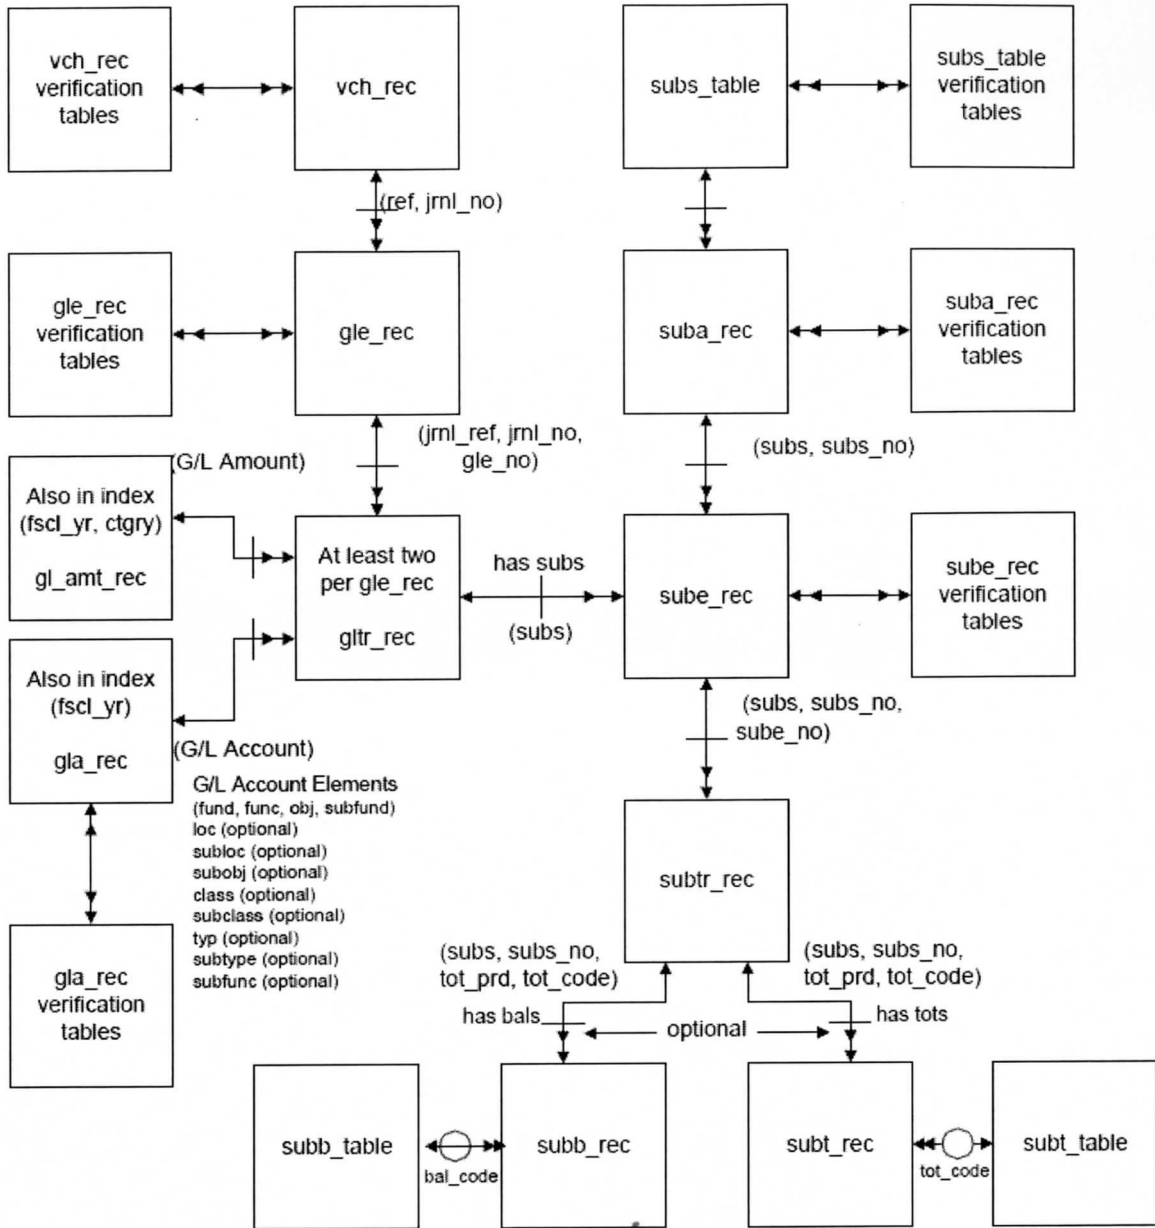 vch_rec
verification
tables
vch_rec
subs_table
subs_table
verification
tables
(ref, jrnl_no)
gle_rec
verification
tables
gle_rec
suba_rec
suba_rec
verification
tables
(jrnl_ref, jrnl_no,
gle_no)
(subs, subs_no)
(G/L Amount)
Also in index
(fscl_yr, ctgry)
gl_amt_rec
At least two
per gle_rec
gltr_rec
has subs
(subs)
sube_rec
sube_rec
verification
tables
Also in index
(fscl_yr)
gla_rec
(G/L Account)
(subs, subs_no,
sube_no)
G/L Account Elements
(fund, func, obj, subfund)
loc (optional)
subloc (optional)
subobj (optional)
class (optional)
subclass (optional)
typ (optional)
subtype (optional)
subfunc (optional)
subtr_rec
gla_rec
verification
tables
(subs, subs_no,
tot_prd, tot_code)
(subs, subs_no,
tot_prd, tot_code)
has bals
optional
has tots
subb_table
bal_code
subb_rec
subt_rec
tot_code
subt_table